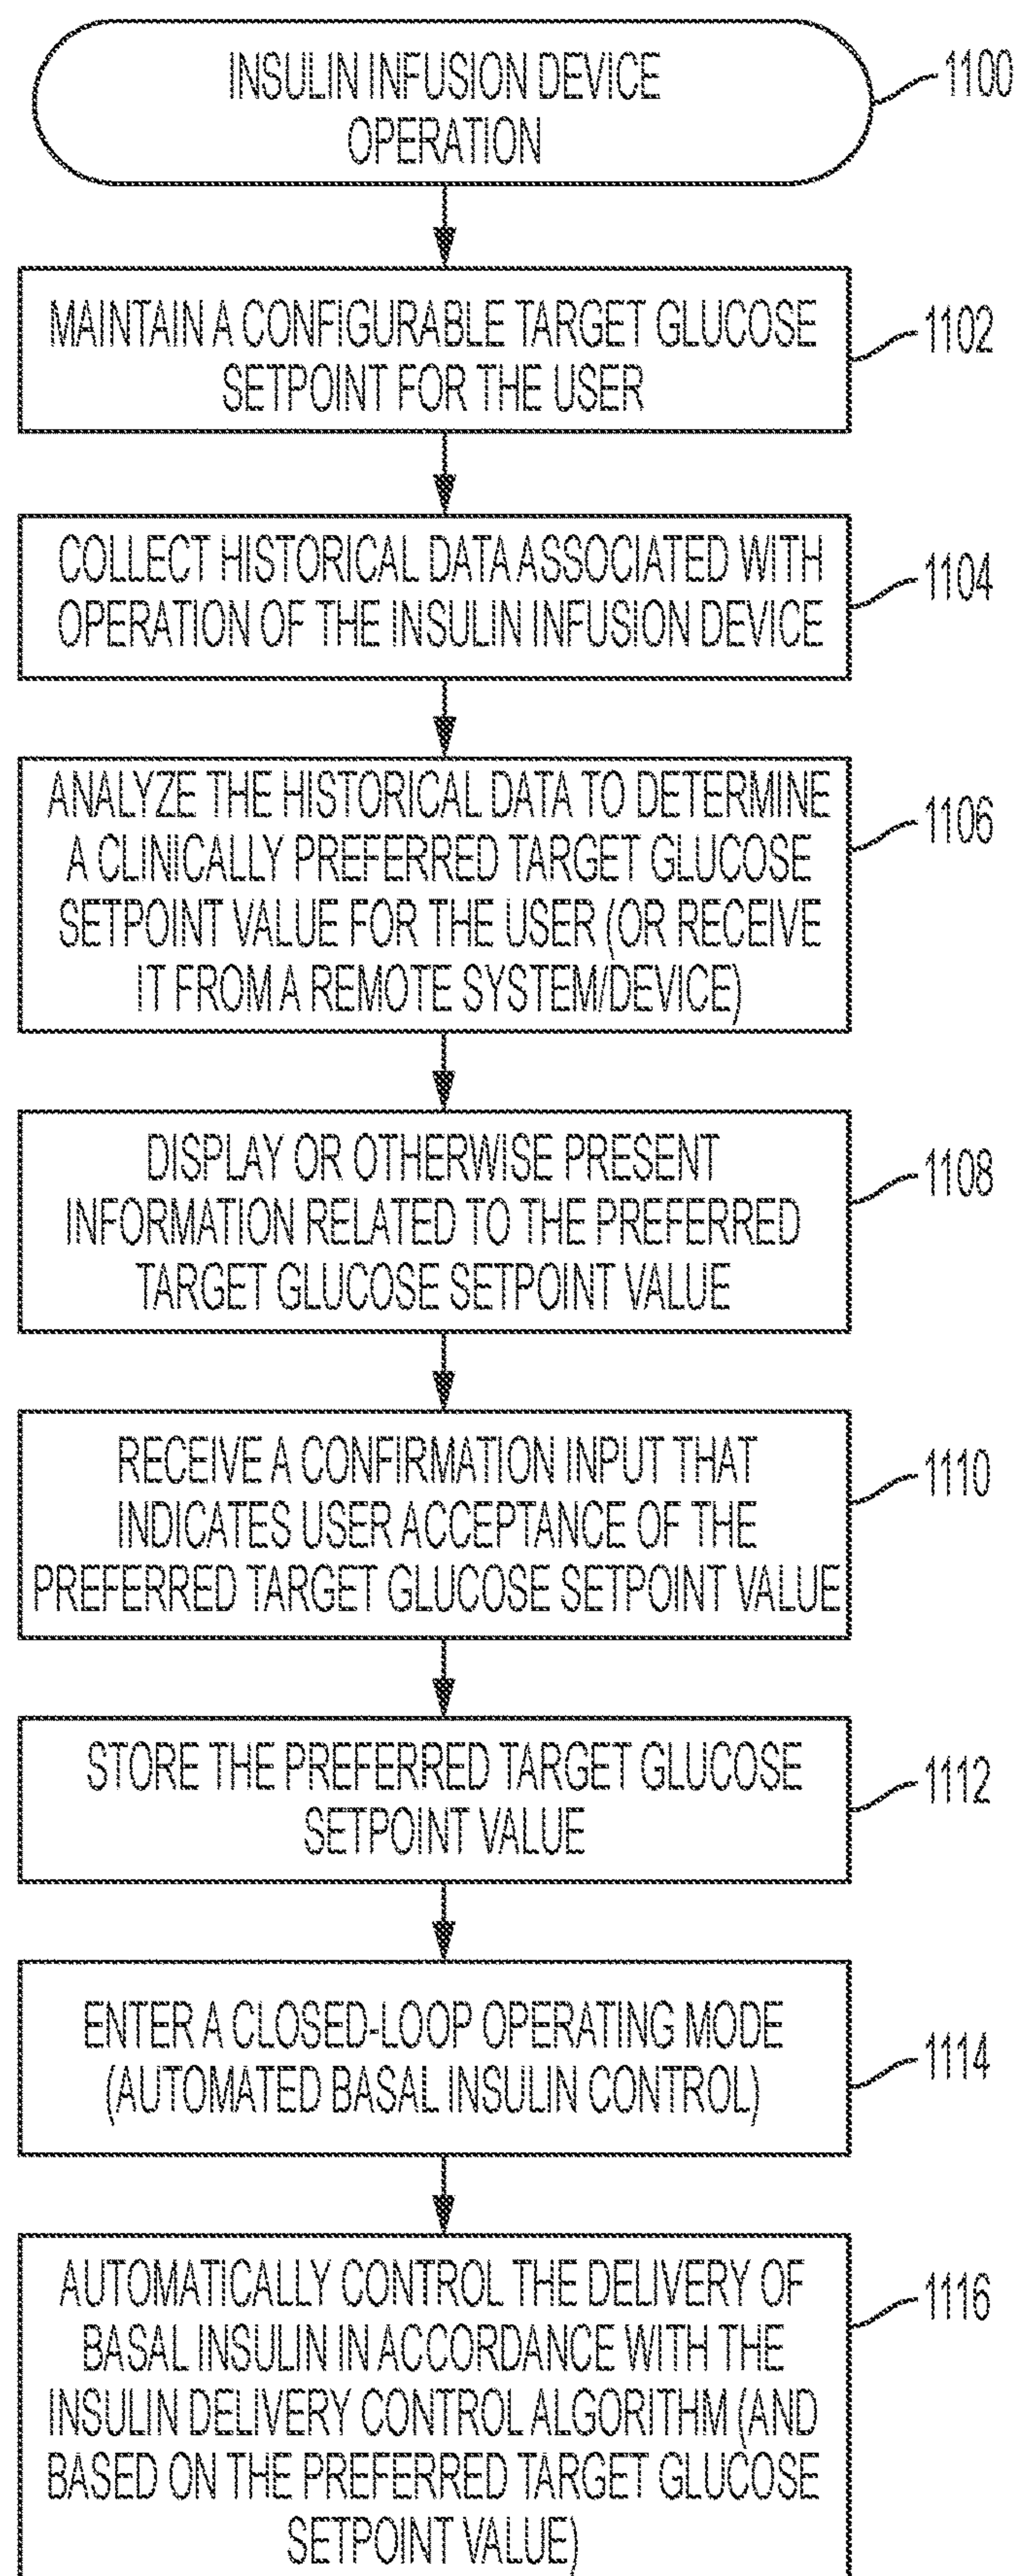 INSULIN INFUSION DEVICE
OPERATION
1100
MAINTAIN A CONFIGURABLE TARGET GLUCOSE
SETPOINT FOR THE USER
1102
COLLECT HISTORICAL DATA ASSOCIATED WITH
OPERATION OF THE INSULIN INFUSION DEVICE
1104
ANALYZE THE HISTORICAL DATA TO DETERMINE
A CLINICALLY PREFERRED TARGET GLUCOSE
SETPOINT VALUE FOR THE USER (OR RECEIVE
IT FROM A REMOTE SYSTEM/DEVICE)
1106
DISPLAY OR OTHERWISE PRESENT
INFORMATION RELATED TO THE PREFERRED
TARGET GLUCOSE SETPOINT VALUE
1108
RECEIVE A CONFIRMATION INPUT THAT
INDICATES USER ACCEPTANCE OF THE
PREFERRED TARGET GLUCOSE SETPOINT VALUE
1110
STORE THE PREFERRED TARGET GLUCOSE
SETPOINT VALUE
1112
ENTER A CLOSED-LOOP OPERATING MODE
(AUTOMATED BASAL INSULIN CONTROL)
1114
AUTOMATICALLY CONTROL THE DELIVERY OF
BASAL INSULIN IN ACCORDANCE WITH THE
INSULIN DELIVERY CONTROL ALGORITHM (AND
BASED ON THE PREFERRED TARGET GLUCOSE
SETPOINT VALUE)
1116